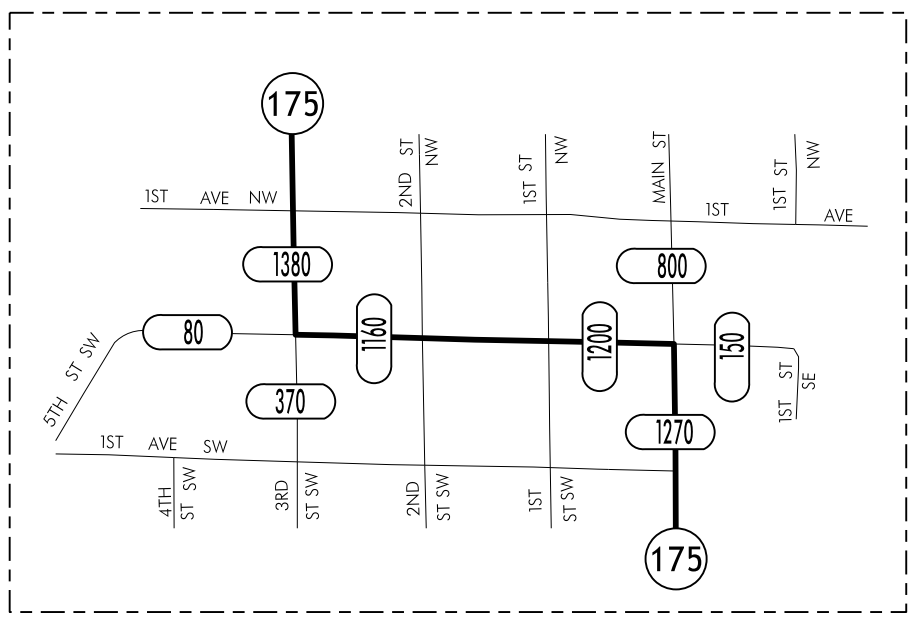 175
2ND ST
NW
1ST ST
NW
MAIN ST
1ST ST
NW
1ST AVE NW
1ST AVE
1380
800
80
1160
1200
150
5TH ST SW
370
1ST ST
SE
1270
1ST AVE SW
4TH
ST SW
3RD
ST SW
2ND
ST SW
1ST
ST SW
175